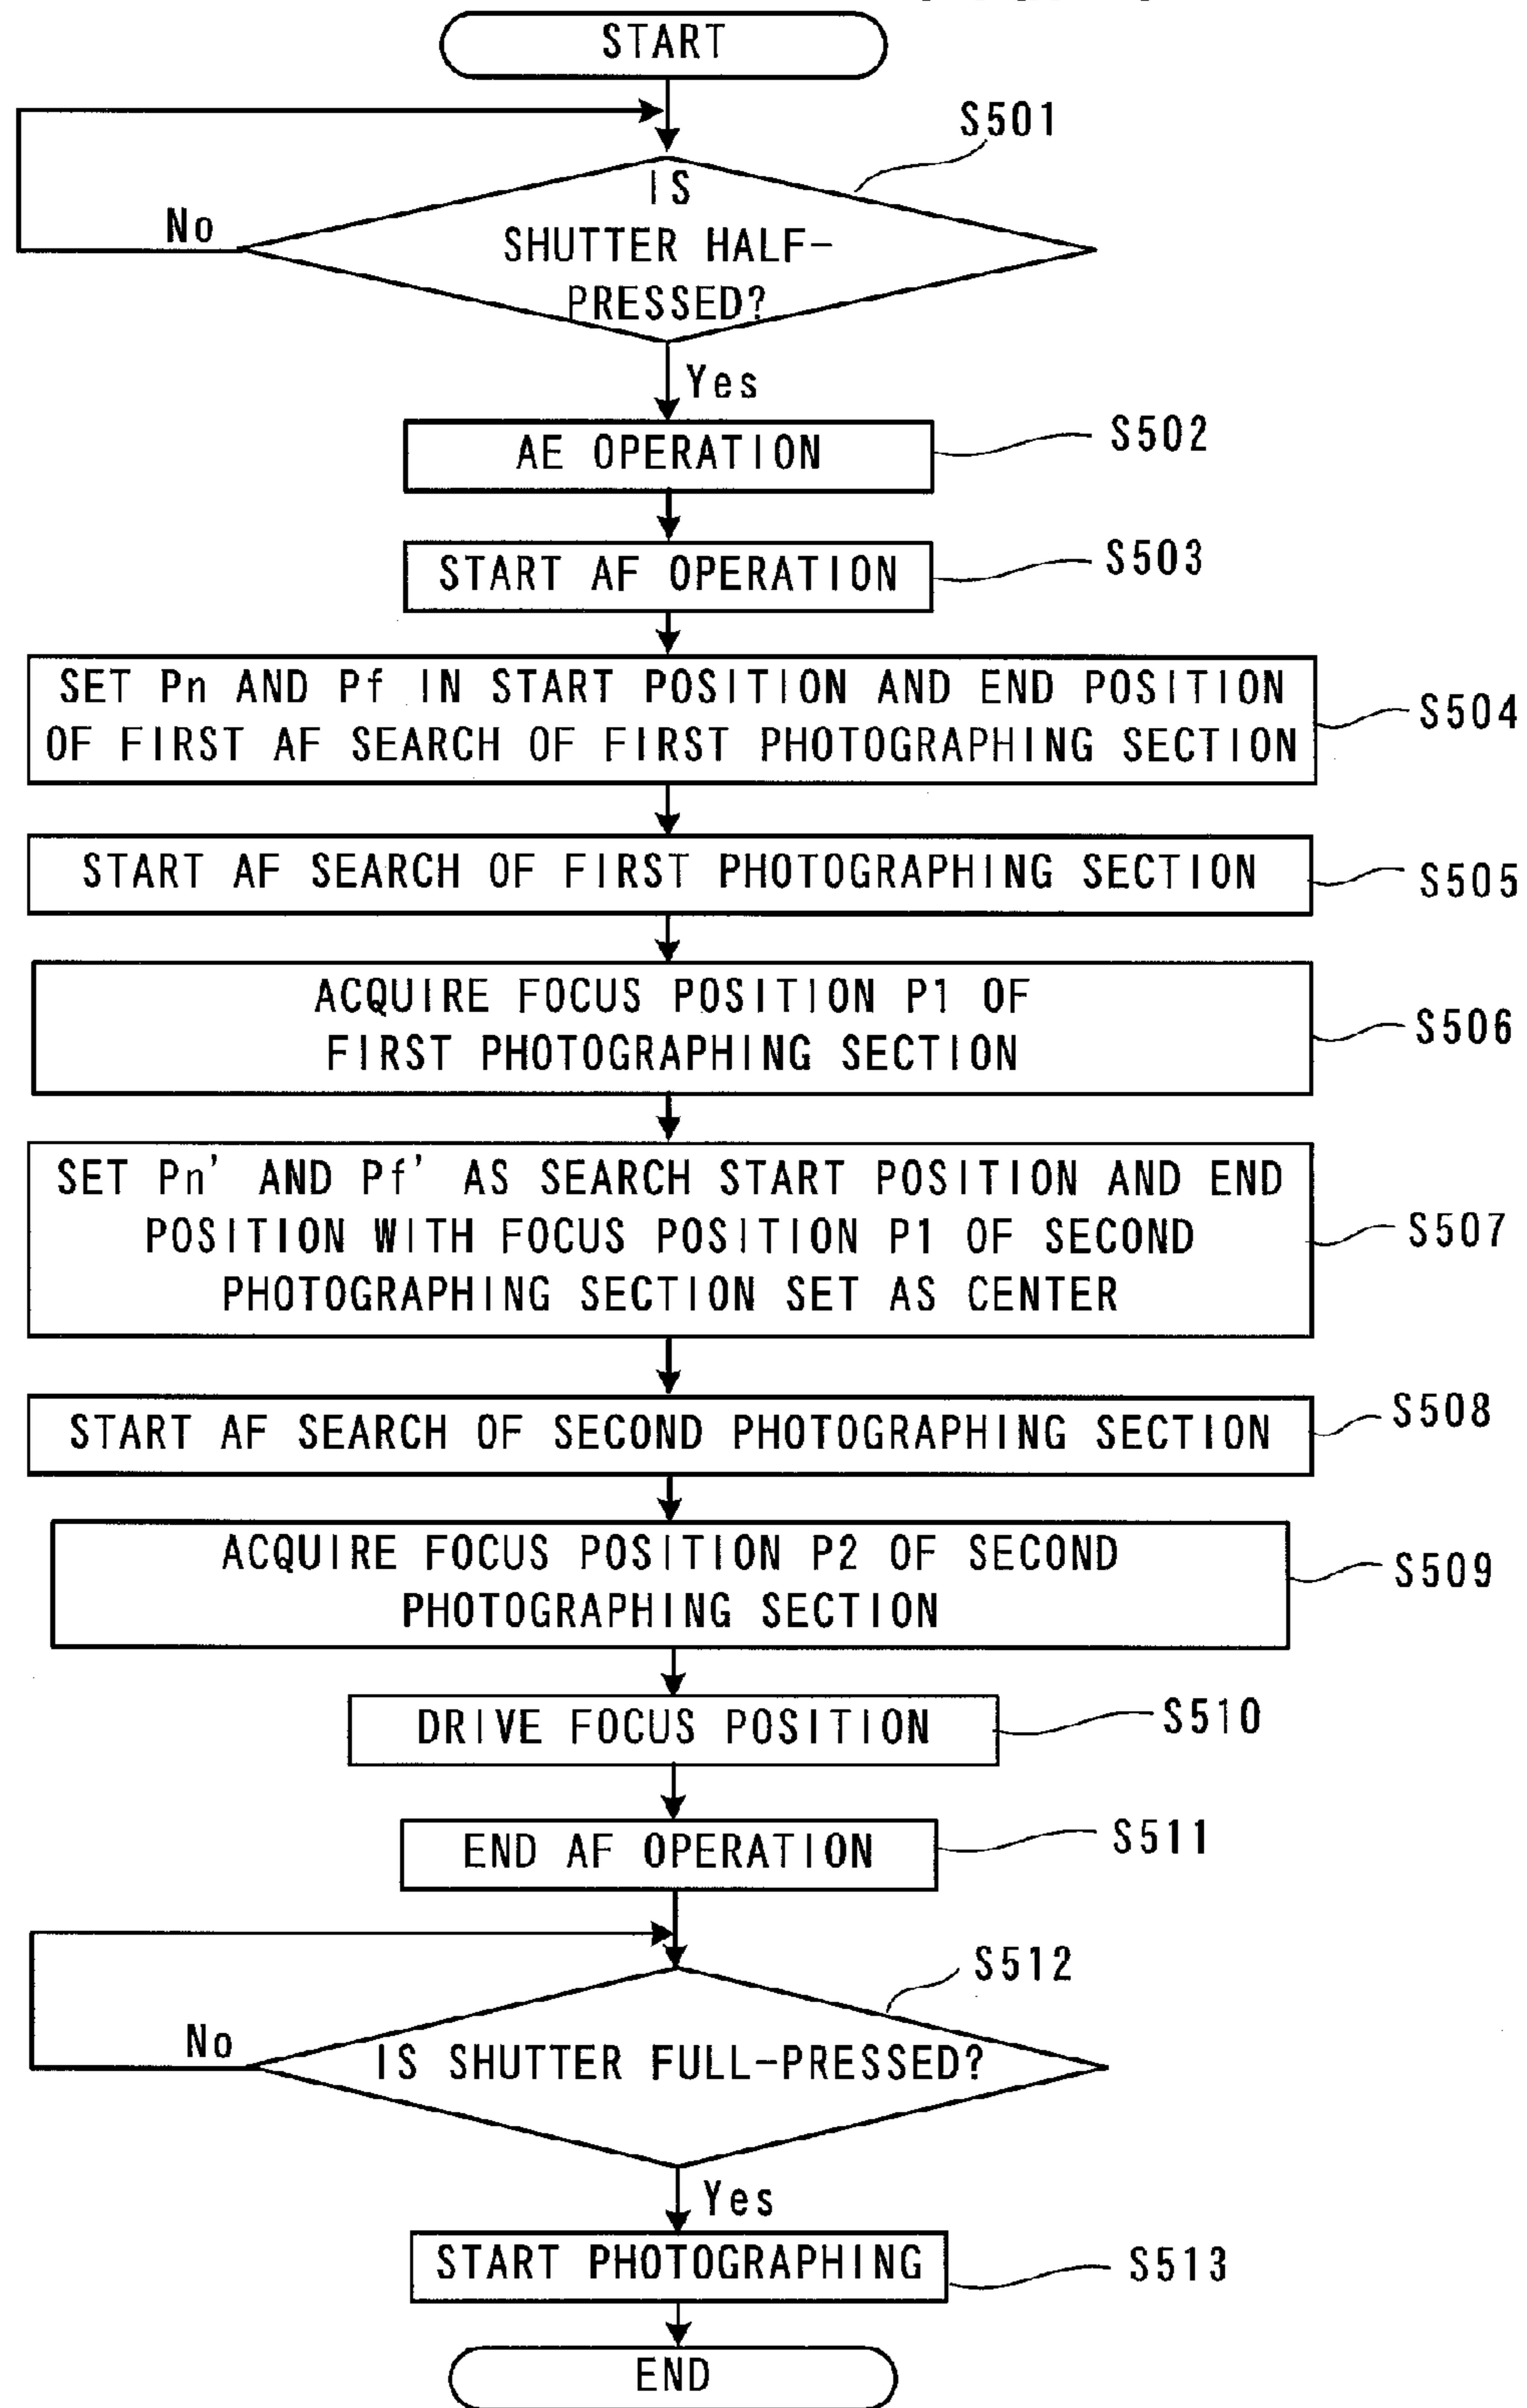 START
S501
IS
SHUTTER HALF-
PRESSED?
No
Yes
AE OPERATION
S502
START AF OPERATION
S503
SET Pn AND Pf IN START POSITION AND END POSITION
OF FIRST AF SEARCH OF FIRST PHOTOGRAPHING SECTION
S504
START AF SEARCH OF FIRST PHOTOGRAPHING SECTION
S505
ACQUIRE FOCUS POSITION P1 OF
FIRST PHOTOGRAPHING SECTION
S506
SET Pn' AND Pf' AS SEARCH START POSITION AND END
POSITION WITH FOCUS POSITION P1 OF SECOND
PHOTOGRAPHING SECTION SET AS CENTER
S507
START AF SEARCH OF SECOND PHOTOGRAPHING SECTION
S508
ACQUIRE FOCUS POSITION P2 OF SECOND
PHOTOGRAPHING SECTION
S509
DRIVE FOCUS POSITION
S510
END AF OPERATION
S511
S512
No
IS SHUTTER FULL-PRESSED?
Yes
START PHOTOGRAPHING
S513
END